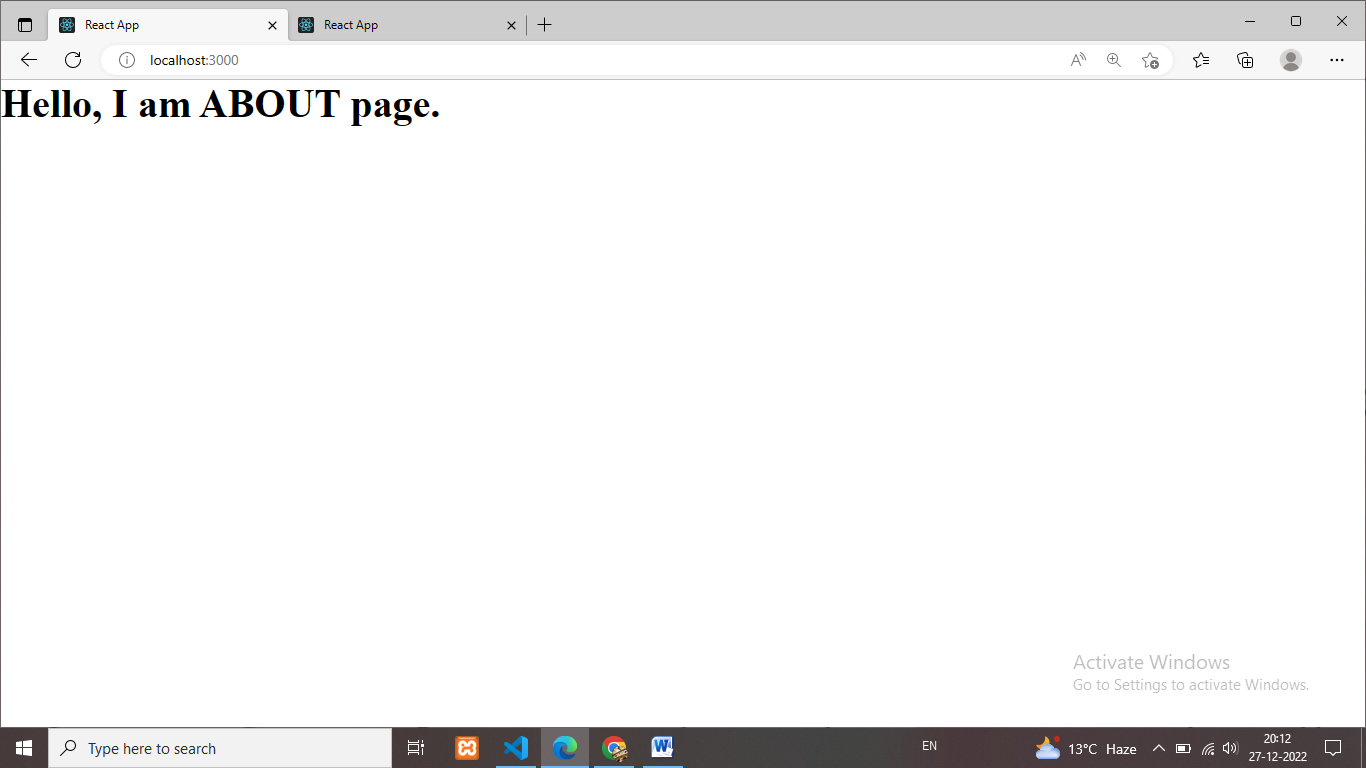 React App
React App
localhost:3000
Hello, I am ABOUT page.
Activate Windows
Go to Settings to activate Windows.
Type here to search
EN
13°C Haze
20:12
27-12-2022